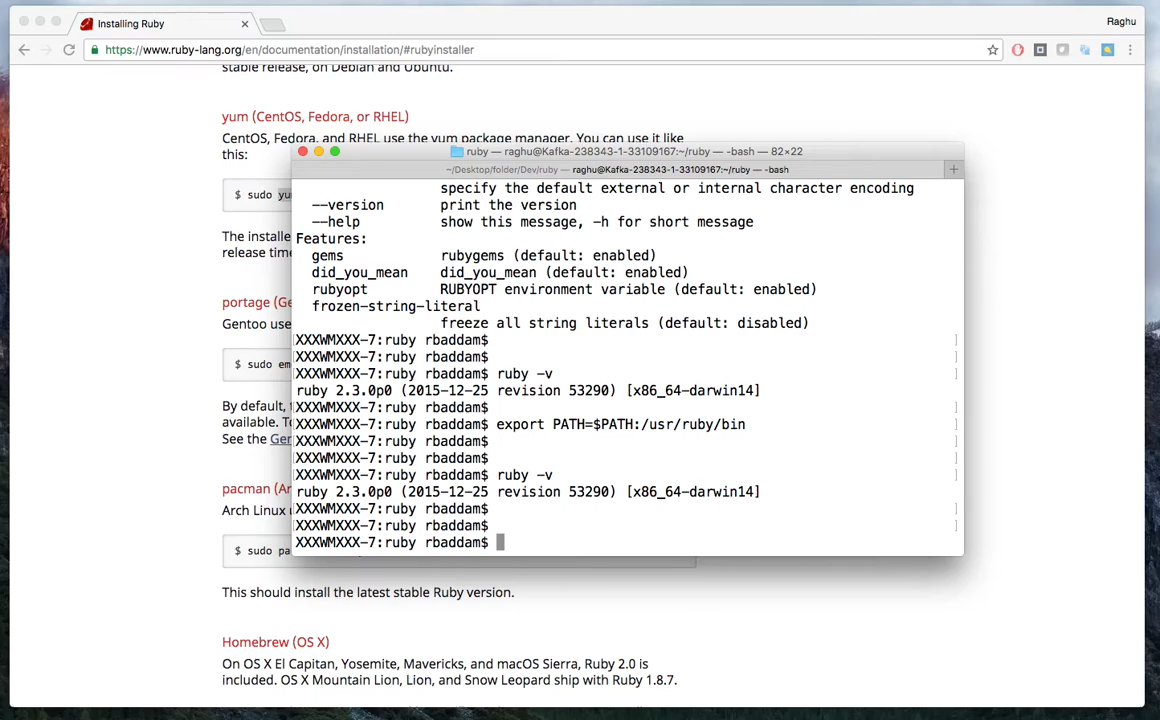 Installing Ruby
Raghu
https://www.ruby-lang.org/en/documentation/installation/#rubyinstaller
stable release, on Debian and Ubuntu.
yum (CentOS, Fedora, or RHEL)
CentOS, Fedora, and RHEL use the yum package manager. You can use it like
this:
$ sudo yu
The installe
release time
portage (Ge
Gentoo use
$ sudo em
By default, t
available. To
See the Gen
pacman (Ar
Arch Linux u
$ sudo pa
This should install the latest stable Ruby version.
Homebrew (OS X)
On OS X El Capitan, Yosemite, Mavericks, and macOS Sierra, Ruby 2.0 is
included. OS X Mountain Lion, Lion, and Snow Leopard ship with Ruby 1.8.7.
ruby — raghu@Kafka-238343-1-33109167:~/ruby — -bash — 82×22
~/Desktop/folder/Dev/ruby — -bash
raghu@Kafka-238343-1-33109167:~/ruby — -bash
specify the default external or internal character encoding
--version print the version
--help show this message, -h for short message
Features:
gems rubygems (default: enabled)
did_you_mean did_you_mean (default: enabled)
rubyopt RUBYOPT environment variable (default: enabled)
frozen-string-literal
freeze all string literals (default: disabled)
XXXWMXXX-7:ruby rbaddam$
XXXWMXXX-7:ruby rbaddam$
XXXWMXXX-7:ruby rbaddam$ ruby -v
ruby 2.3.0p0 (2015-12-25 revision 53290) [x86_64-darwin14]
XXXWMXXX-7:ruby rbaddam$
XXXWMXXX-7:ruby rbaddam$ export PATH=$PATH:/usr/ruby/bin
XXXWMXXX-7:ruby rbaddam$
XXXWMXXX-7:ruby rbaddam$
XXXWMXXX-7:ruby rbaddam$ ruby -v
ruby 2.3.0p0 (2015-12-25 revision 53290) [x86_64-darwin14]
XXXWMXXX-7:ruby rbaddam$
XXXWMXXX-7:ruby rbaddam$
XXXWMXXX-7:ruby rbaddam$